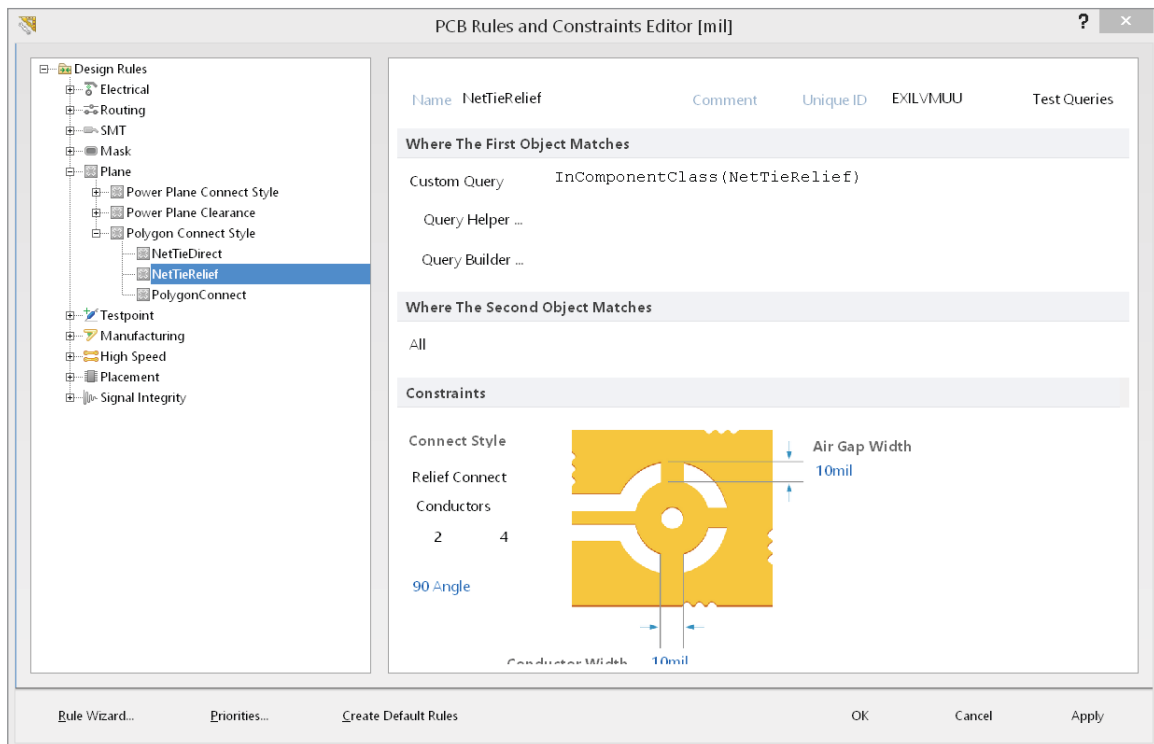 PCB Rules and Constraints Editor [mil]
?
Design Rules
Electrical
Routing
SMT
Mask
Plane
Power Plane Connect Style
Power Plane Clearance
Polygon Connect Style
NetTieDirect
NetTieRelief
PolygonConnect
Testpoint
Manufacturing
High Speed
Placement
Signal Integrity
Name NetTieRelief Comment Unique ID EXILVMUU Test Queries
Where The First Object Matches
Custom Query InComponentClass(NetTieRelief)
Query Helper ...
Query Builder ...
Where The Second Object Matches
All
Constraints
Connect Style
Relief Connect
Conductors
2 4
90 Angle
Air Gap Width
10mil
Conductor Width 10mil
Rule Wizard... Priorities... Create Default Rules OK Cancel Apply